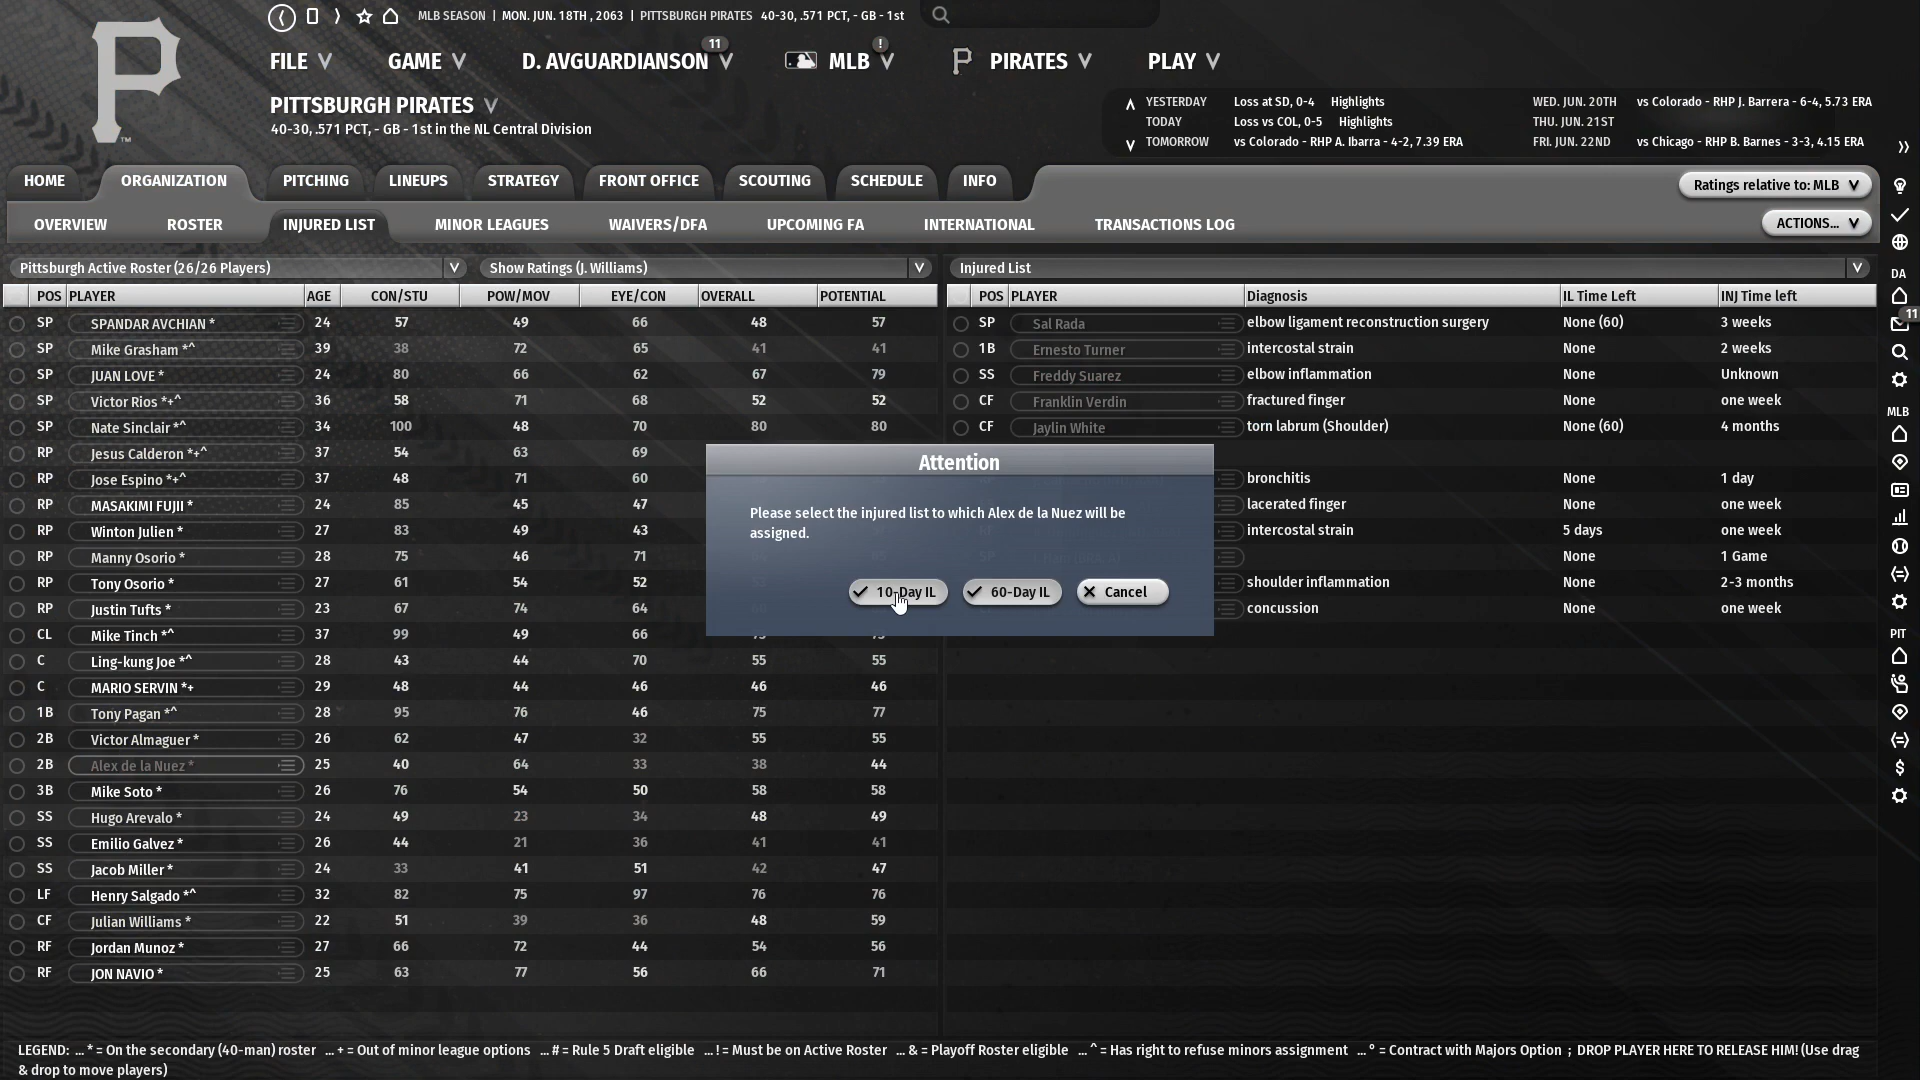 MLB SEASON | MON. JUN. 18TH , 2063 | PITTSBURGH PIRATES 40-30, .571 PCT, - GB - 1st
FILE GAME D. AVGUARDIANSON 11 MLB ! PIRATES PLAY
PITTSBURGH PIRATES
40-30, .571 PCT, - GB - 1st in the NL Central Division
YESTERDAY Loss at SD, 0-4 Highlights WED. JUN. 20TH vs Colorado - RHP J. Barrera - 6-4, 5.73 ERA
TODAY Loss vs COL, 0-5 Highlights THU. JUN. 21ST
TOMORROW vs Colorado - RHP A. Ibarra - 4-2, 7.39 ERA FRI. JUN. 22ND vs Chicago - RHP B. Barnes - 3-3, 4.15 ERA
HOME ORGANIZATION PITCHING LINEUPS STRATEGY FRONT OFFICE SCOUTING SCHEDULE INFO Ratings relative to: MLB
OVERVIEW ROSTER INJURED LIST MINOR LEAGUES WAIVERS/DFA UPCOMING FA INTERNATIONAL TRANSACTIONS LOG ACTIONS...
Pittsburgh Active Roster (26/26 Players) Show Ratings (J. Williams)
POS PLAYER AGE CON/STU POW/MOV EYE/CON OVERALL POTENTIAL
SP SPANDAR AVCHIAN * 24 57 49 66 48 57
SP Mike Grasham *^ 39 38 72 65 41 41
SP JUAN LOVE * 24 80 66 62 67 79
SP Victor Rios *+^ 36 58 71 68 52 52
SP Nate Sinclair *^ 34 100 48 70 80 80
RP Jesus Calderon *+^ 37 54 63 69
RP Jose Espino *+^ 37 48 71 60
RP MASAKIMI FUJII * 24 85 45 47
RP Winton Julien * 27 83 49 43
RP Manny Osorio * 28 75 46 71
RP Tony Osorio * 27 61 54 52
RP Justin Tufts * 23 67 74 64
CL Mike Tinch *^ 37 99 49 66
C Ling-kung Joe *^ 28 43 44 70 55 55
C MARIO SERVIN *+ 29 48 44 46 46 46
1B Tony Pagan *^ 28 95 76 46 75 77
2B Victor Almaguer * 26 62 47 32 55 55
2B Alex de la Nuez * 25 40 64 33 38 44
3B Mike Soto * 26 76 54 50 58 58
SS Hugo Arevalo * 24 49 23 34 48 49
SS Emilio Galvez * 26 44 21 36 41 41
SS Jacob Miller * 24 33 41 51 42 47
LF Henry Salgado *^ 32 82 75 97 76 76
CF Julian Williams * 22 51 39 36 48 59
RF Jordan Munoz * 27 66 72 44 54 56
RF JON NAVIO * 25 63 77 56 66 71
Injured List
POS PLAYER Diagnosis IL Time Left INJ Time left
SP Sal Rada elbow ligament reconstruction surgery None (60) 3 weeks
1B Ernesto Turner intercostal strain None 2 weeks
SS Freddy Suarez elbow inflammation None Unknown
CF Franklin Verdin fractured finger None one week
CF Jaylin White torn labrum (Shoulder) None (60) 4 months
bronchitis None 1 day
lacerated finger None one week
intercostal strain 5 days one week
None 1 Game
shoulder inflammation None 2-3 months
concussion None one week
Attention
Please select the injured list to which Alex de la Nuez will be
assigned.
10-Day IL 60-Day IL Cancel
DA
11
MLB
PIT
LEGEND: ... * = On the secondary (40-man) roster ... + = Out of minor league options ... # = Rule 5 Draft eligible ... ! = Must be on Active Roster ... & = Playoff Roster eligible ... ^ = Has right to refuse minors assignment ... ° = Contract with Majors Option ; DROP PLAYER HERE TO RELEASE HIM! (Use drag
& drop to move players)